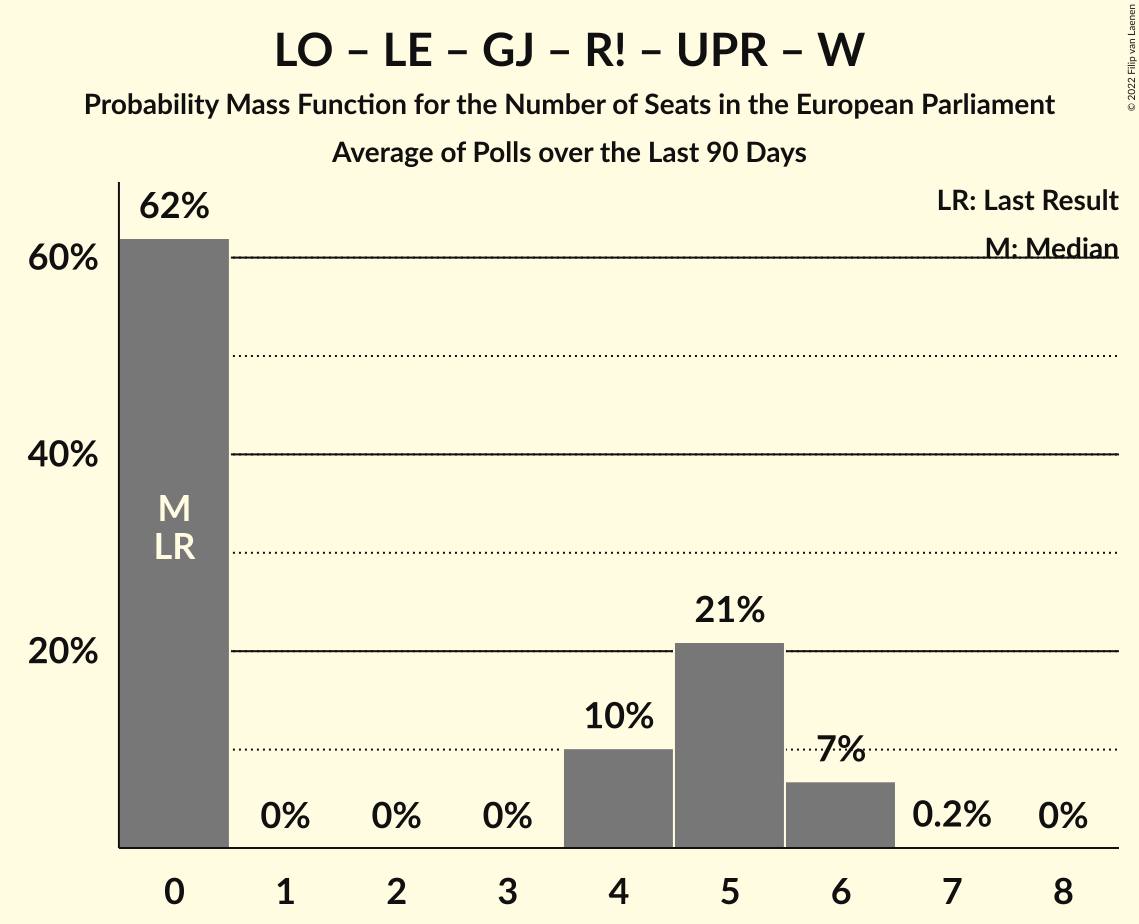 LO – LE – GJ – R! – UPR – W
Probability Mass Function for the Number of Seats in the European Parliament
Average of Polls over the Last 90 Days
© 2022 Filip van Laenen
LR: Last Result
M: Median
62%
60%
40%
20%
M
LR
0%
0%
0%
10%
21%
7%
0.2%
0%
0 1 2 3 4 5 6 7 8